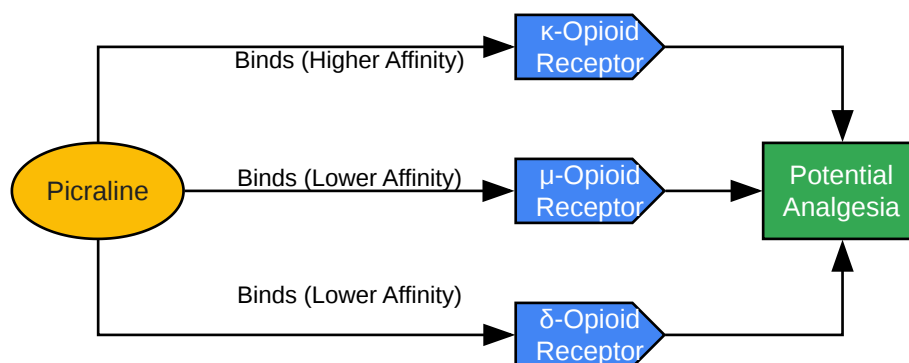 κ-Opioid
Receptor
Binds (Higher Affinity)
Picraline
Binds (Lower Affinity)
μ-Opioid
Receptor
Potential
Analgesia
Binds (Lower Affinity)
δ-Opioid
Receptor